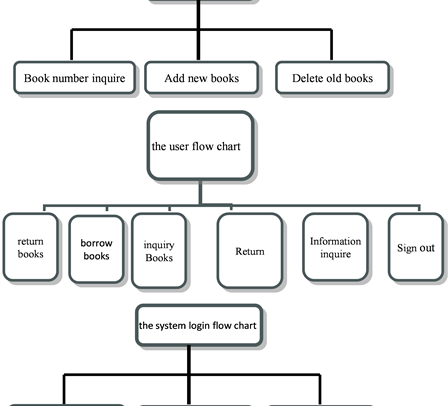 Book number inquire
Add new books
Delete old books
the user flow chart
return
books
borrow
books
inquiry
Books
Return
Information
inquire
Sign out
the system login flow chart